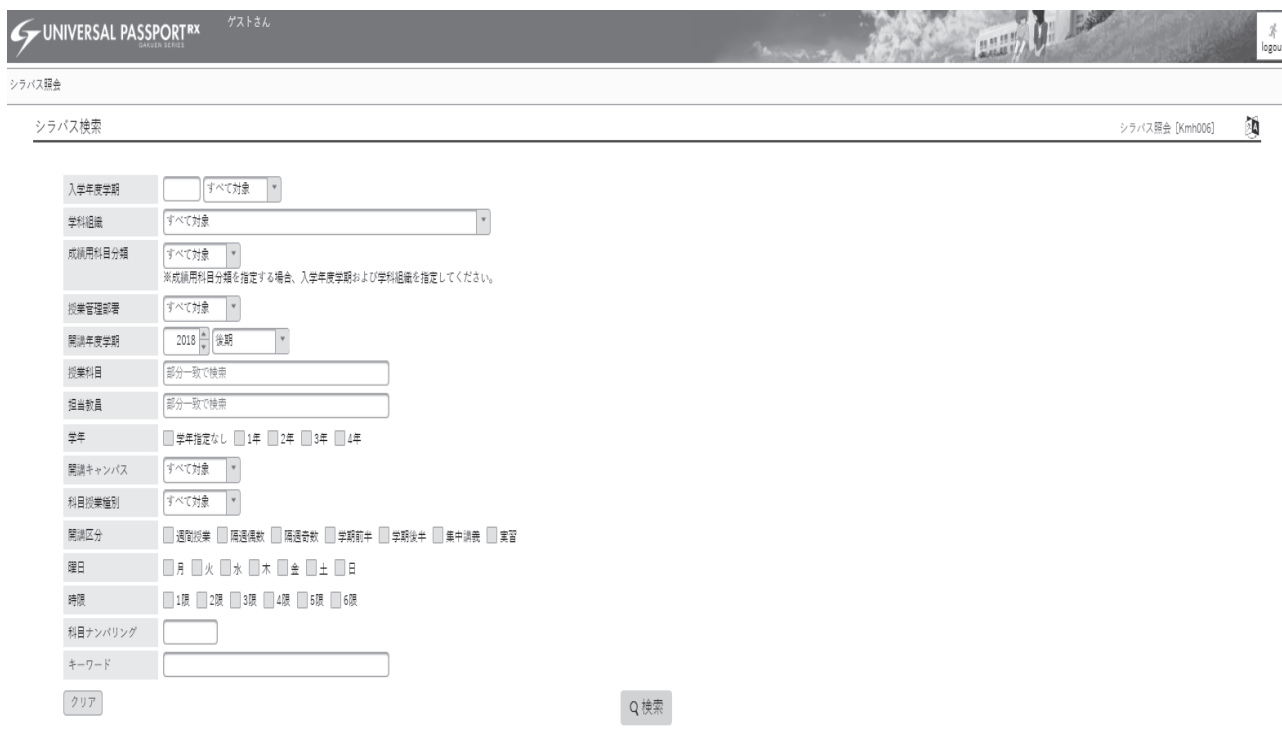 UNIVERSAL PASSPORT RX
GAKUEN SERIES
ゲストさん
logou
シラバス照会
シラバス検索
シラバス照会 [Kmh006]
入学年度学期 すべて対象
学科組織 すべて対象
成績用科目分類 すべて対象
※成績用科目分類を指定する場合、入学年度学期および学科組織を指定してください。
授業管理部署 すべて対象
開講年度学期 2018 後期
授業科目 部分一致で検索
担当教員 部分一致で検索
学年 学年指定なし 1年 2年 3年 4年
開講キャンパス すべて対象
科目授業種別 すべて対象
開講区分 週間授業 隔週偶数 隔週奇数 学期前半 学期後半 集中講義 実習
曜日 月 火 水 木 金 土 日
時限 1限 2限 3限 4限 5限 6限
科目ナンバリング
キーワード
クリア
検索